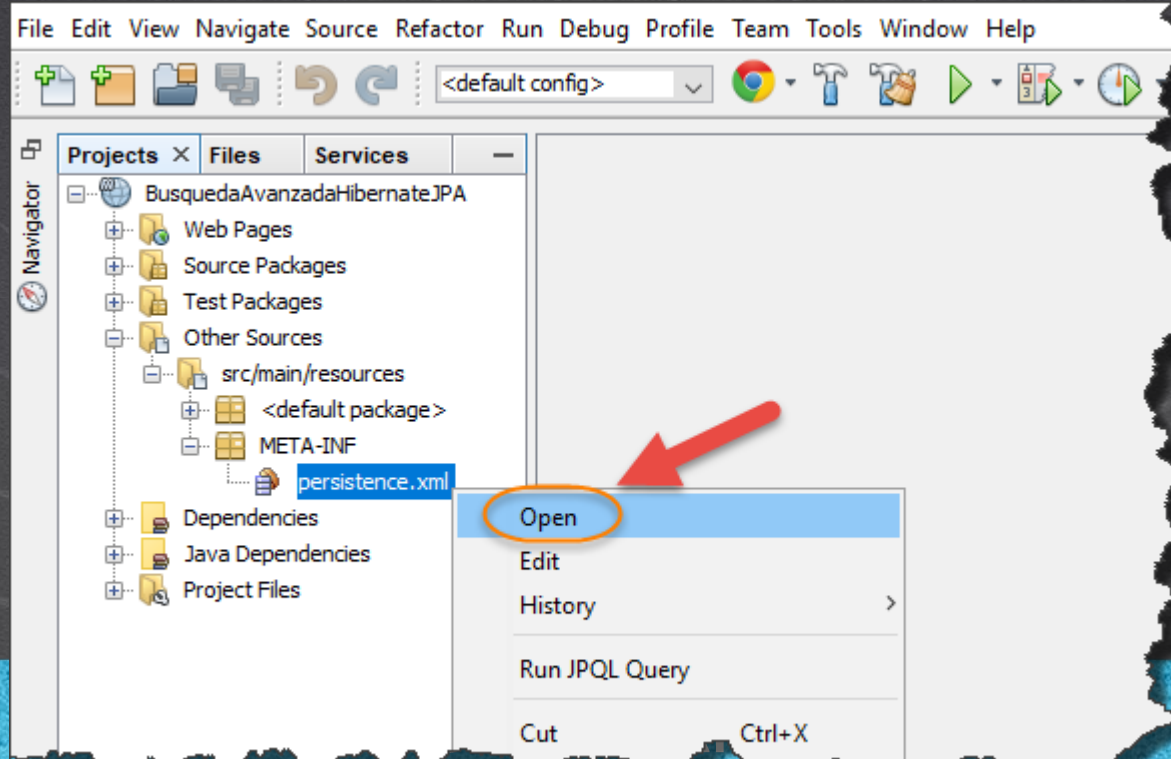 File Edit View Navigate Source Refactor Run Debug Profile Team Tools Window Help
<default config>
Projects Files Services
Navigator
BusquedaAvanzadaHibernateJPA
Web Pages
Source Packages
Test Packages
Other Sources
src/main/resources
<default package>
META-INF
persistence.xml
Dependencies
Java Dependencies
Project Files
Open
Edit
History
Run JPQL Query
Cut Ctrl+X